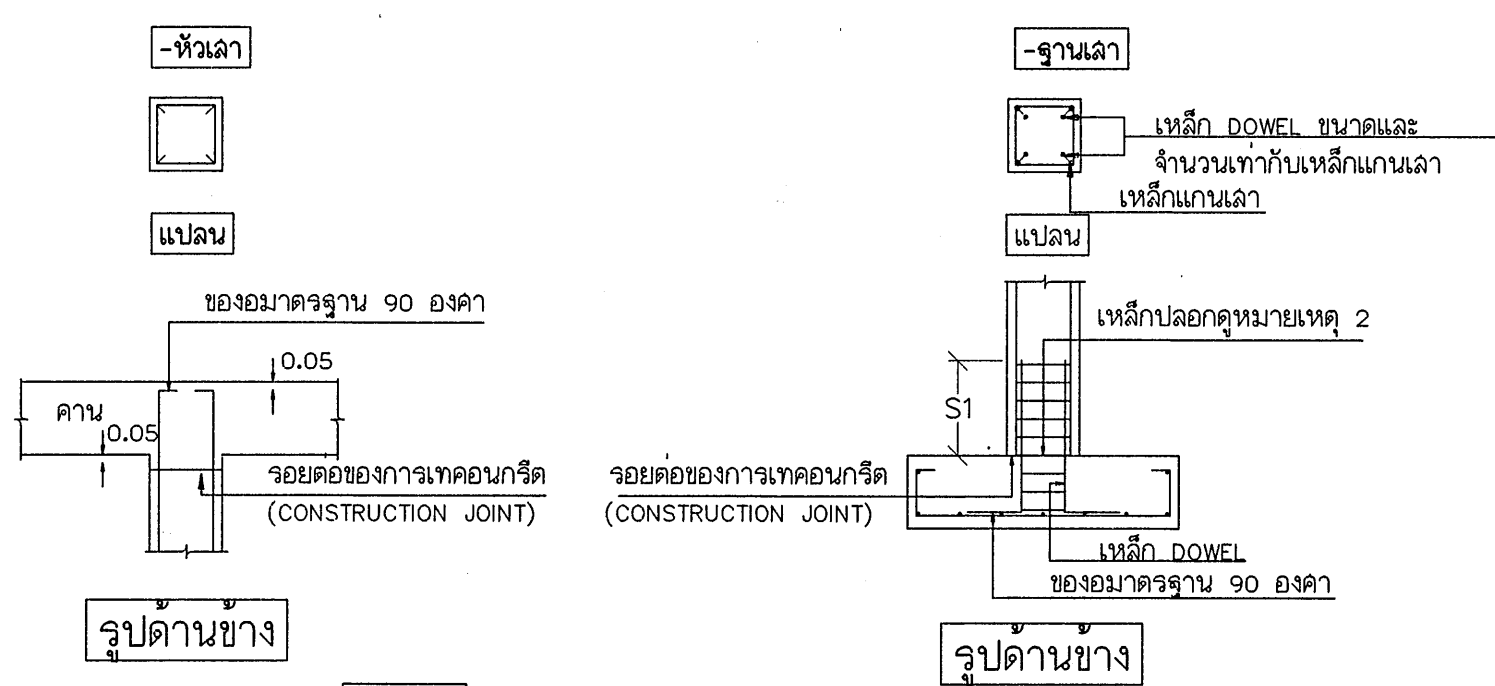 -หัวเสา
แปลน
ของอมาตรฐาน 90 องศา
0.05
คาน
0.05
รอยต่อของการเทคอนกรีต
(CONSTRUCTION JOINT)
รูปด้านข้าง
-ฐานเสา
เหล็ก DOWEL ขนาดและ
จำนวนเท่ากับเหล็กแกนเสา
เหล็กแกนเสา
แปลน
เหล็กปลอกดูหมายเหตุ 2
S1
รอยต่อของการเทคอนกรีต
(CONSTRUCTION JOINT)
เหล็ก DOWEL
ของอมาตรฐาน 90 องศา
รูปด้านข้าง